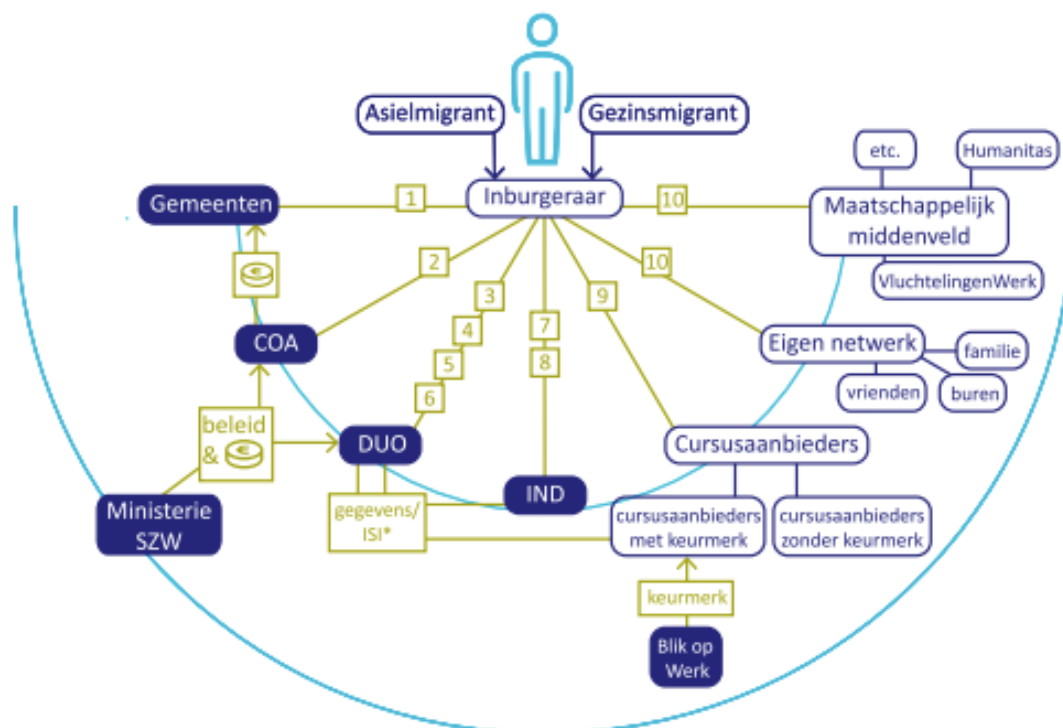 Asielmigrant
Gezinsmigrant
etc.
Humanitas
Gemeenten
1
Inburgeraar
10
Maatschappelijk
middenveld
2
10
VluchtelingenWerk
3
9
COA
4
7
Eigen netwerk
familie
5
8
vrienden
buren
6
beleid
& €
€
DUO
Cursusaanbieders
Ministerie
SZW
gegevens/
ISI*
IND
cursusaanbieders
met keurmerk
cursusaanbieders
zonder keurmerk
keurmerk
Blik op
Werk